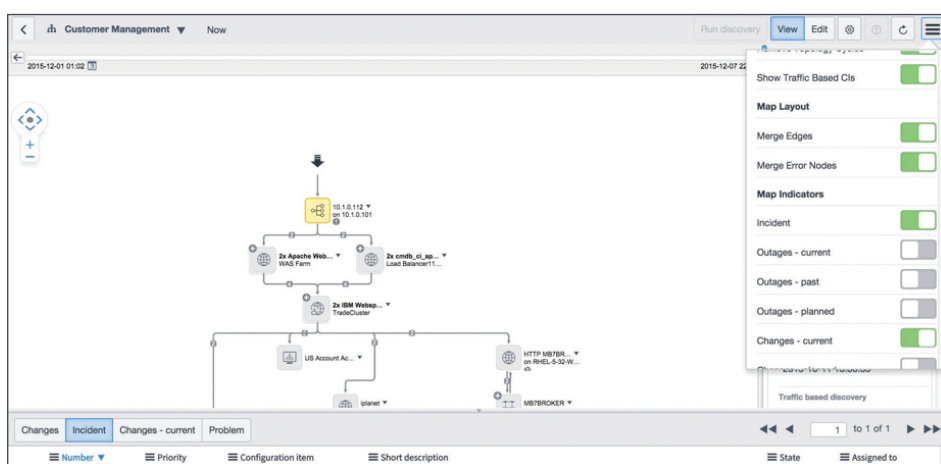 Customer Management ▼ Now Run discovery View Edit
2015-12-01 01:02 2015-12-07 22
Show Traffic Based CIs
Map Layout
Merge Edges
Merge Error Nodes
Map Indicators
Incident
Outages - current
Outages - past
Outages - planned
Changes - current
10.1.0.112 ▼
on 10.1.0.101
2x Apache Web... ▼
WAS Farm
2x cmdb_ci_ap... ▼
Load Balancer11...
2x IBM Websp... ▼
TradeCluster
US Account Ac... ▼
HTTP MB7BR... ▼
on RHEL-5-32-W...
iplanet ▼
MB7BROKER ▼
Traffic based discovery
Changes Incident Changes - current Problem 1 to 1 of 1
Number ▼ Priority Configuration item Short description State Assigned to